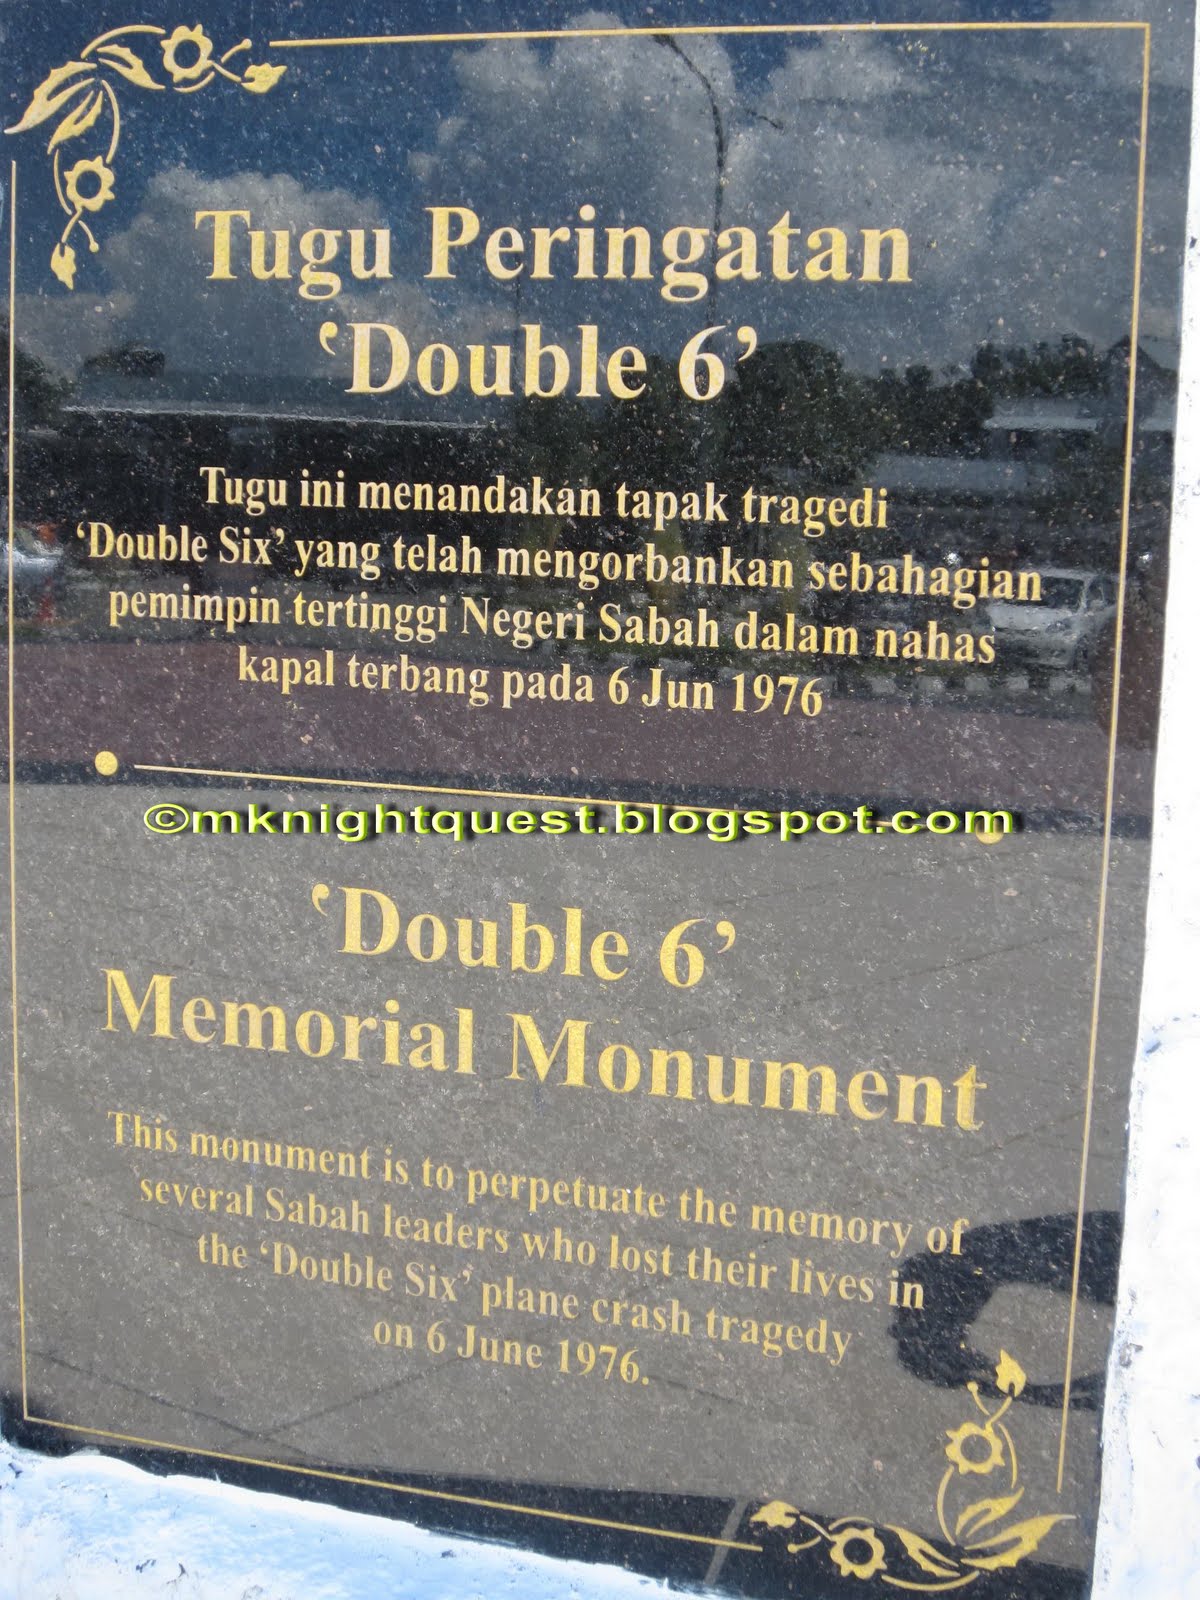 Tugu Peringatan
‘Double 6’
Tugu ini menandakan tapak tragedi
‘Double Six’ yang telah mengorbankan sebahagian
pemimpin tertinggi Negeri Sabah dalam nahas
kapal terbang pada 6 Jun 1976
©mknightquest.blogspot.com
‘Double 6’
Memorial Monument
This monument is to perpetuate the memory of
several Sabah leaders who lost their lives in
the ‘Double Six’ plane crash tragedy
on 6 June 1976.